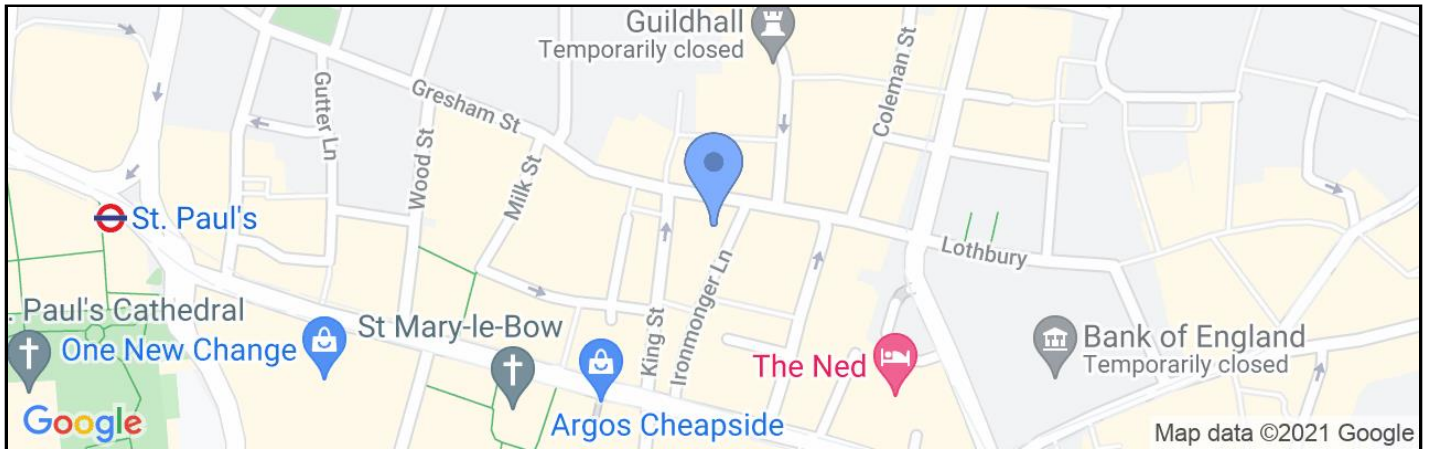 Guildhall
Temporarily closed
Coleman St
Gutter Ln
Gresham St
Wood St
Milk St
St. Paul's
Lothbury
. Paul's Cathedral
One New Change
St Mary-le-Bow
King St
Ironmonger Ln
The Ned
Bank of England
Temporarily closed
Argos Cheapside
Google
Map data ©2021 Google